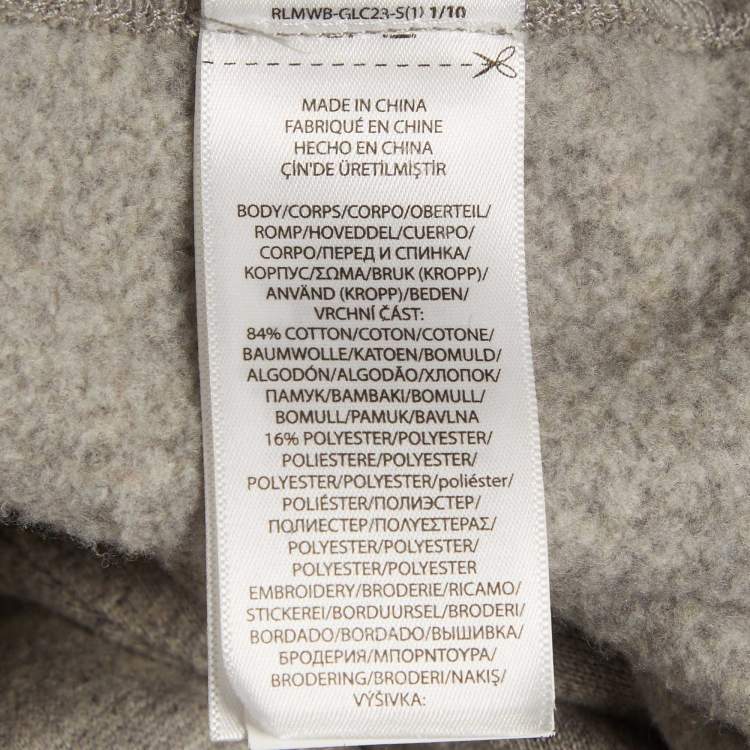 RLMWB-GLC23-S(1) 1/10
MADE IN CHINA
FABRIQUÉ EN CHINE
HECHO EN CHINA
ÇİN'DE ÜRETİLMİŞTİR
BODY/CORPS/CORPO/OBERTEIL/
ROMP/HOVEDDEL/CUERPO/
CORPO/ПЕРЕД И СПИНКА/
КОРПУС/ΣΩΜΑ/BRUK (KROPP)/
ANVÄND (KROPP)/BEDEN/
VRCHNÍ ČÁST:
84% COTTON/COTON/COTONE/
BAUMWOLLE/KATOEN/BOMULD/
ALGODÓN/ALGODÃO/ХЛОПОК/
ПАМУК/ΒΑΜΒΑΚΙ/BOMULL/
BOMULL/PAMUK/BAVLNA
16% POLYESTER/POLYESTER/
POLIESTERE/POLYESTER/
POLYESTER/POLYESTER/poliéster/
POLIÉSTER/ПОЛИЭСТЕР/
ПОЛИЕСТЕР/ΠΟΛΥΕΣΤΕΡΑΣ/
POLYESTER/POLYESTER/
POLYESTER/POLYESTER
EMBROIDERY/BRODERIE/RICAMO/
STICKEREI/BORDUURSEL/BRODERI/
BORDADO/BORDADO/ВЫШИВКА/
БРОДЕРИЯ/ΜΠΟΡΝΤΟΥΡΑ/
BRODERING/BRODERI/NAKIŞ/
VÝŠIVKA: